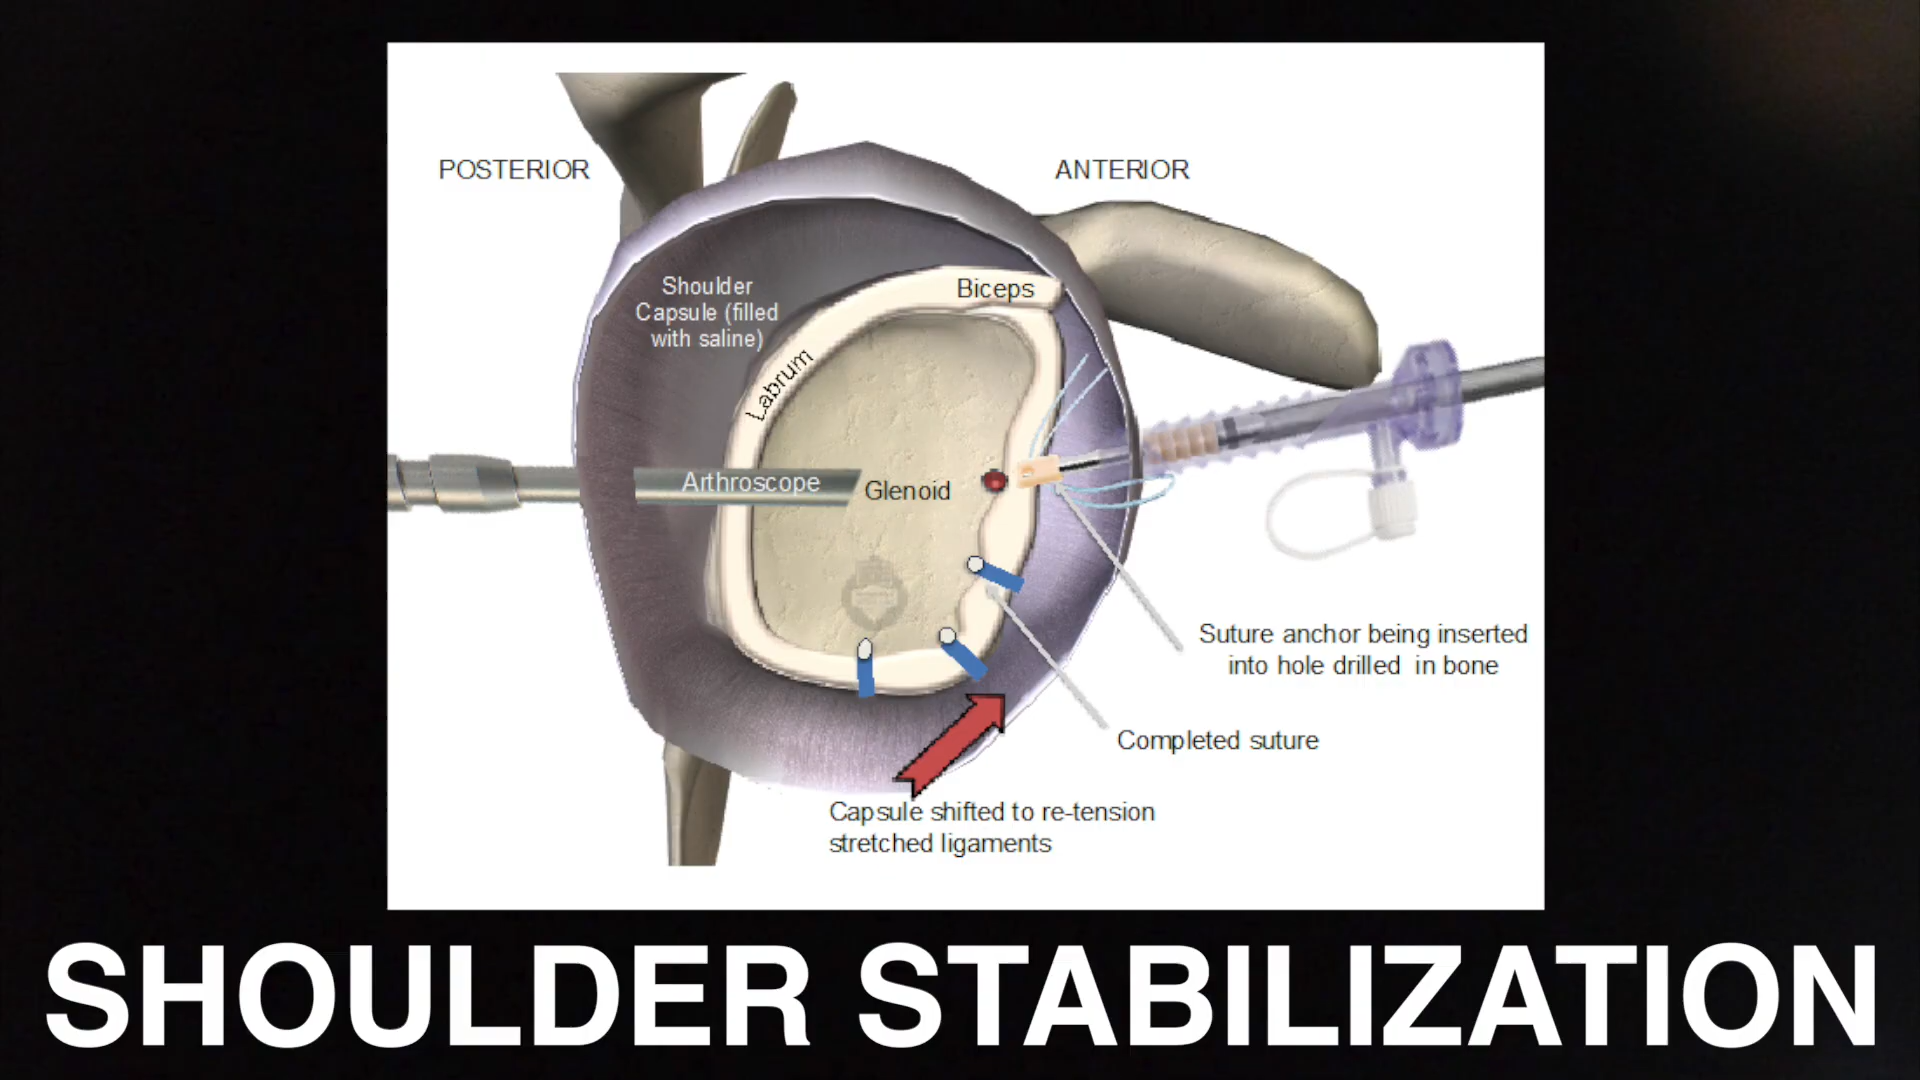 POSTERIOR
ANTERIOR
Shoulder
Capsule (filled
with saline)
Biceps
Labrum
Arthroscope
Glenoid
Suture anchor being inserted
into hole drilled in bone
Completed suture
Capsule shifted to re-tension
stretched ligaments
SHOULDER STABILIZATION